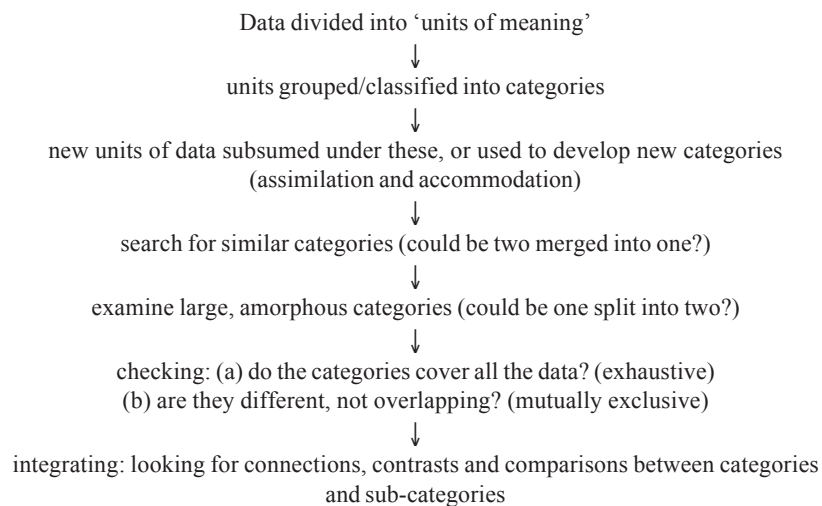 Data divided into ‘units of meaning’
↓
units grouped/classified into categories
↓
new units of data subsumed under these, or used to develop new categories
(assimilation and accommodation)
↓
search for similar categories (could be two merged into one?)
↓
examine large, amorphous categories (could be one split into two?)
↓
checking: (a) do the categories cover all the data? (exhaustive)
(b) are they different, not overlapping? (mutually exclusive)
↓
integrating: looking for connections, contrasts and comparisons between categories
and sub-categories